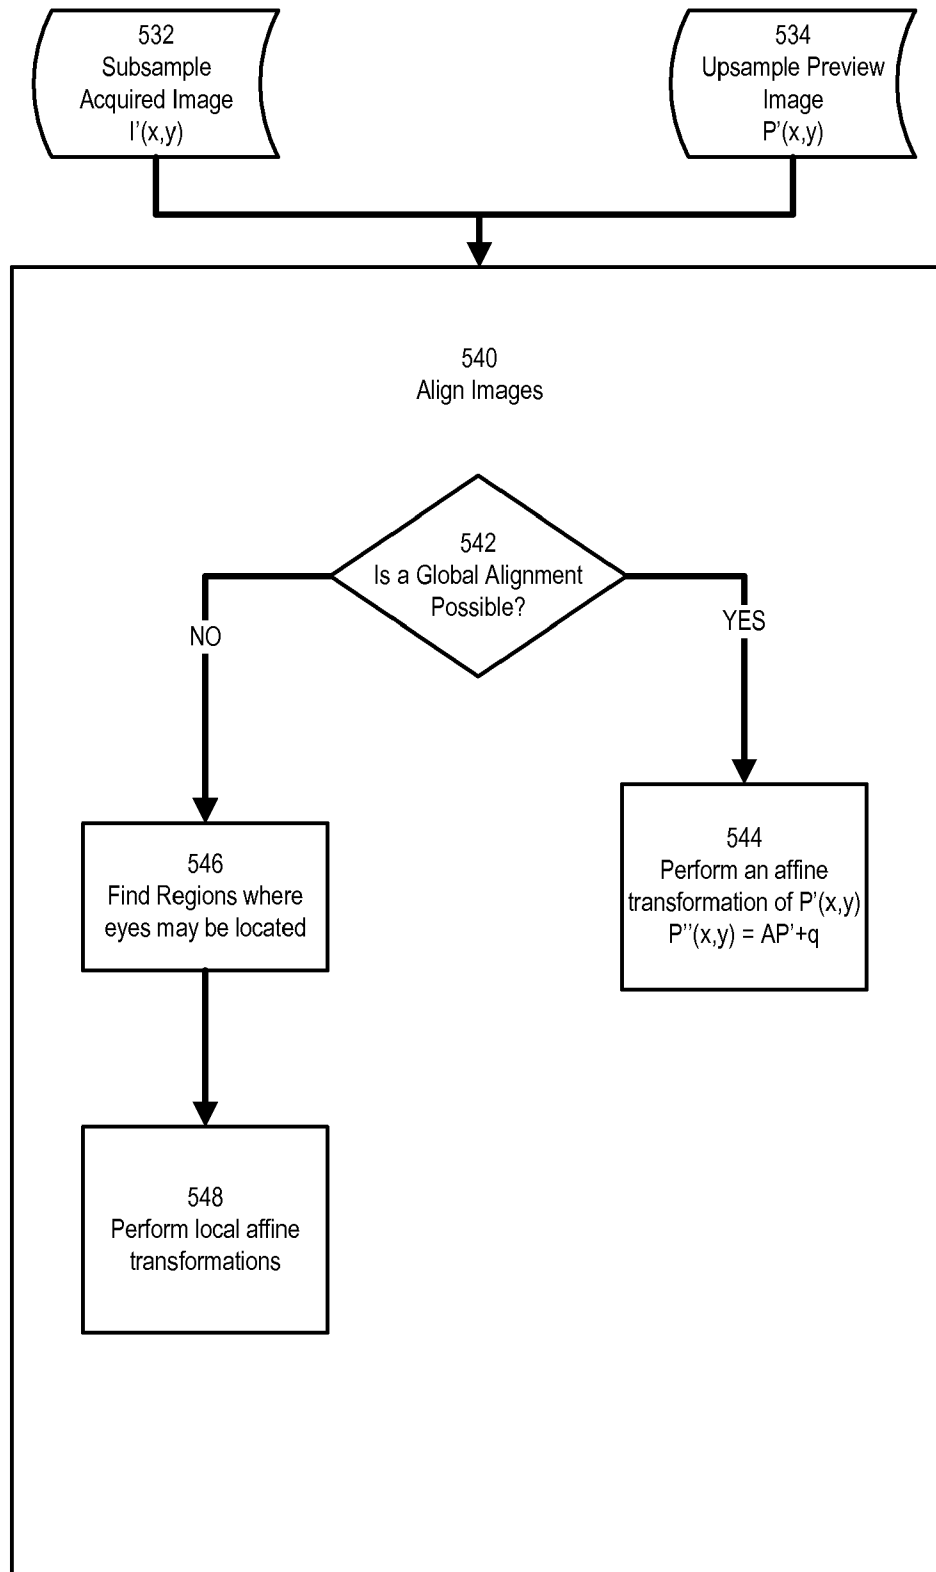 532
Subsample
Acquired Image
I'(x,y)
534
Upsample Preview
Image
P'(x,y)
540
Align Images
542
Is a Global Alignment
Possible?
NO
YES
546
Find Regions where
eyes may be located
544
Perform an affine
transformation of P'(x,y)
P''(x,y) = AP'+q
548
Perform local affine
transformations